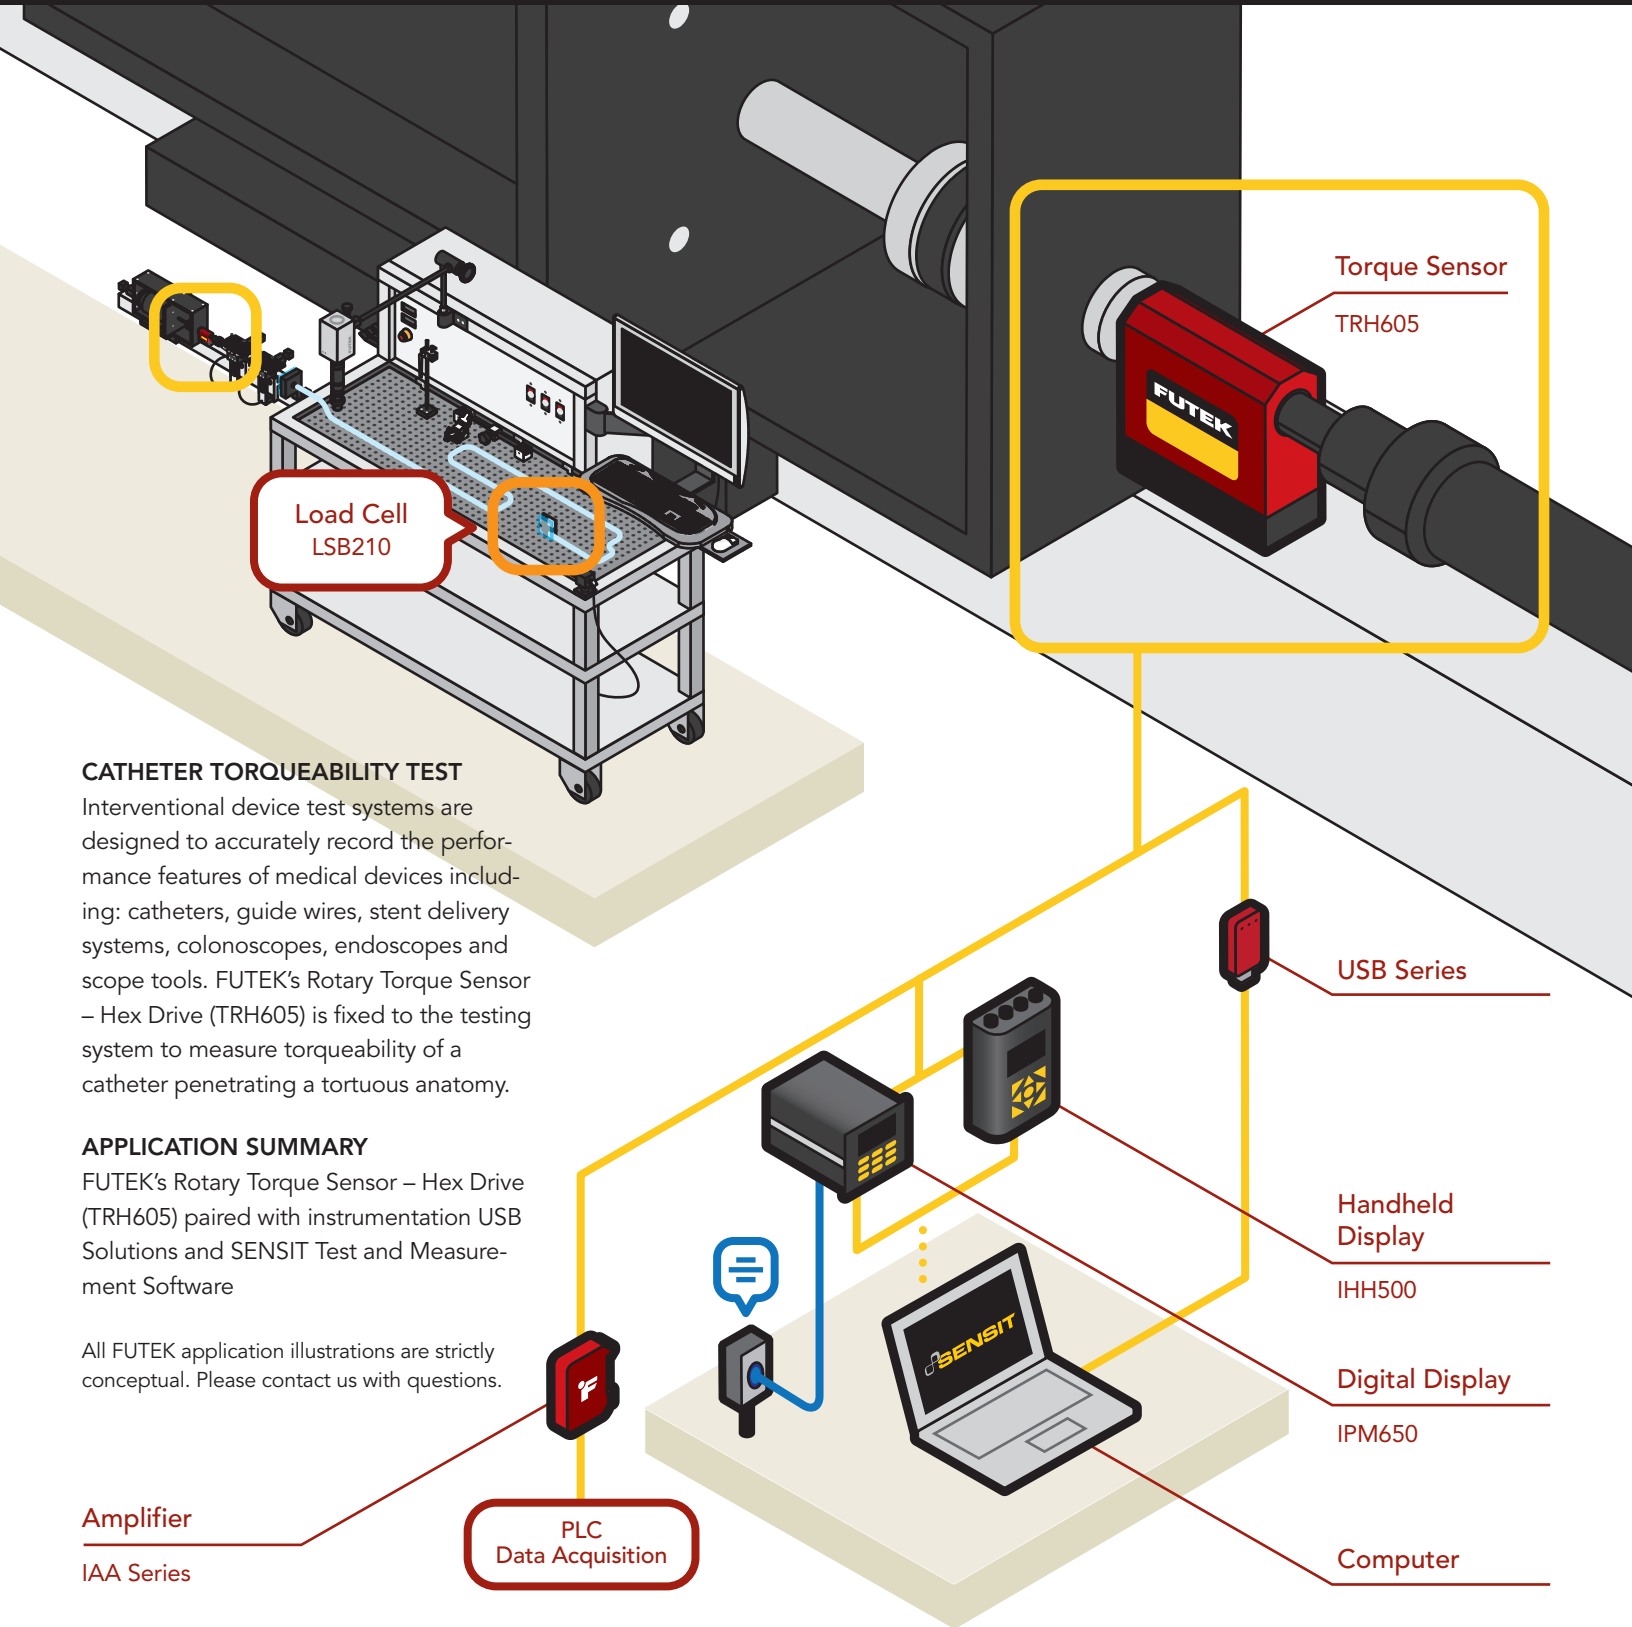 Torque Sensor
TRH605
FUTEK
Load Cell
LSB210
CATHETER TORQUEABILITY TEST
Interventional device test systems are
designed to accurately record the perfor-
mance features of medical devices includ-
ing: catheters, guide wires, stent delivery
systems, colonoscopes, endoscopes and
scope tools. FUTEK’s Rotary Torque Sensor
– Hex Drive (TRH605) is fixed to the testing
system to measure torqueability of a
catheter penetrating a tortuous anatomy.
APPLICATION SUMMARY
FUTEK’s Rotary Torque Sensor – Hex Drive
(TRH605) paired with instrumentation USB
Solutions and SENSIT Test and Measure-
ment Software
All FUTEK application illustrations are strictly
conceptual. Please contact us with questions.
USB Series
Handheld
Display
IHH500
SENSIT
Digital Display
IPM650
Amplifier
IAA Series
PLC
Data Acquisition
Computer